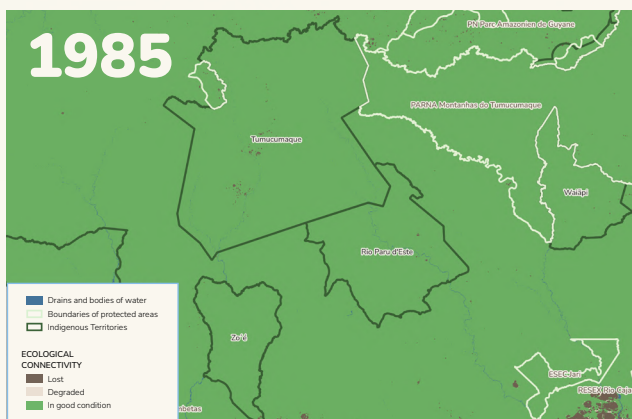 1985
PN Parc Amazonien de Guyane
PARNA Montanhas do Tumucumaque
Tumucumaque
Waiãpi
Rio Paru d'Este
Zo'é
ESEC Jari
Drains and bodies of water
Boundaries of protected areas
Indigenous Territories
ECOLOGICAL
CONNECTIVITY
Lost
Degraded
In good condition
RESEX Rio Caja
mbetas